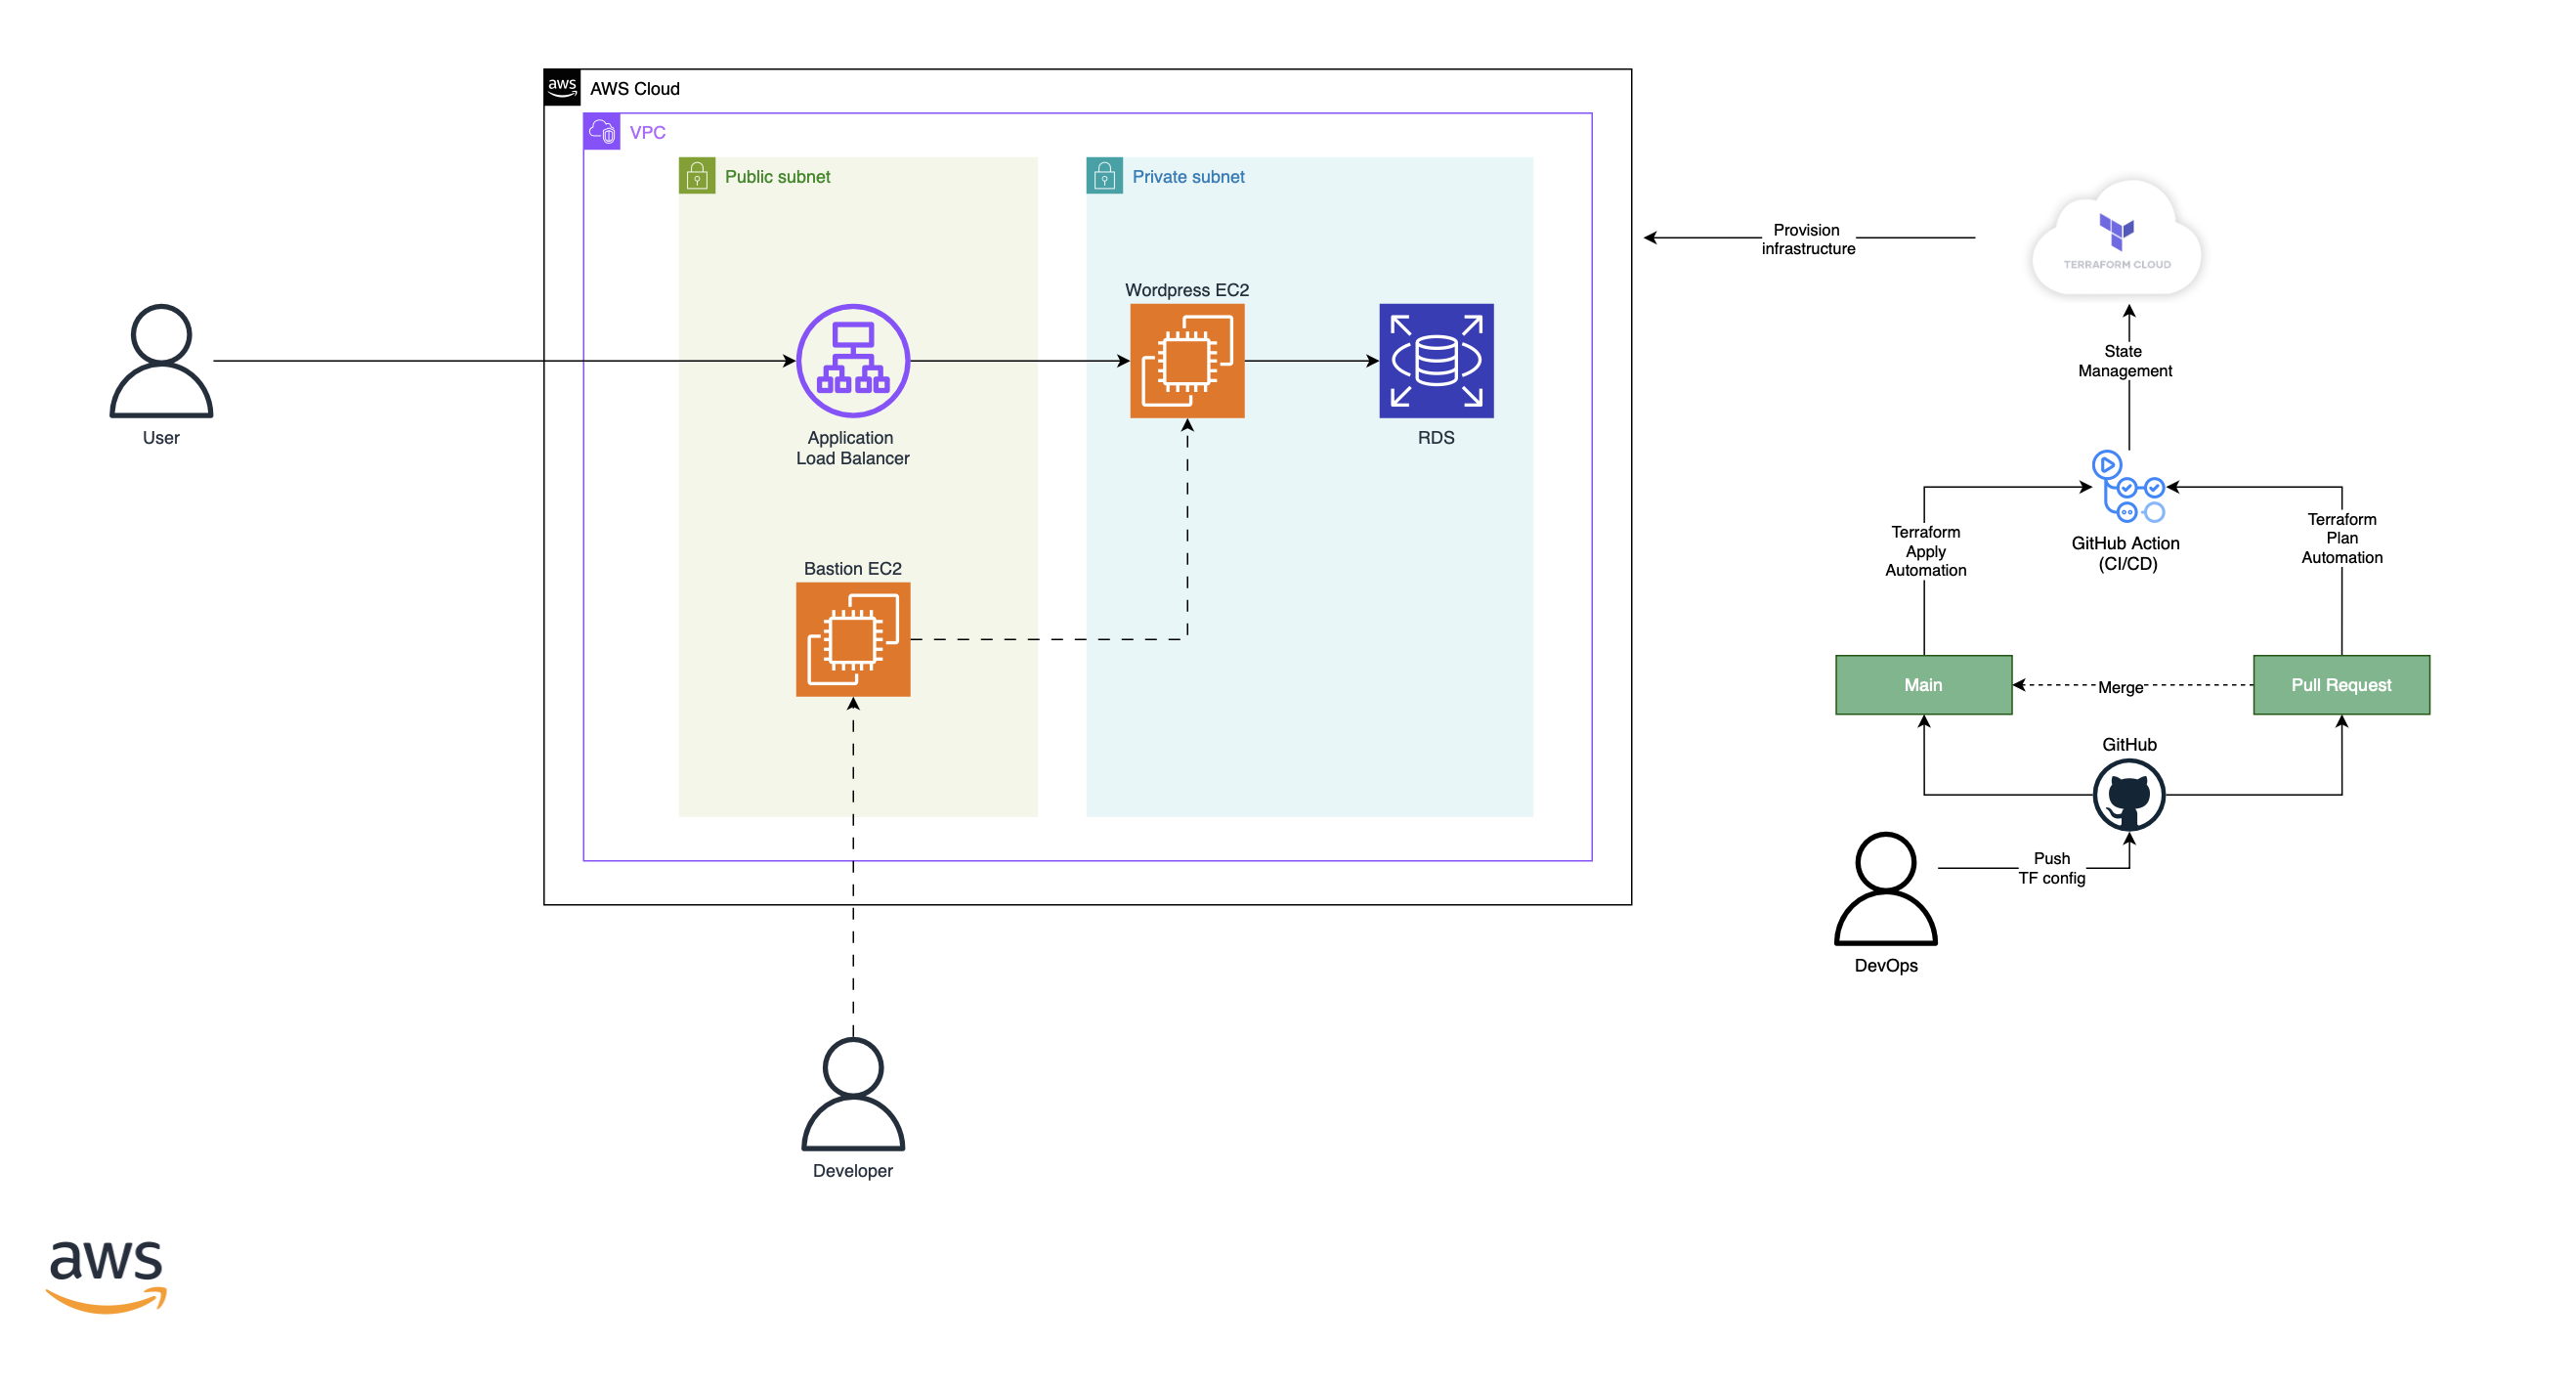 aws
AWS Cloud
VPC
Public subnet
Private subnet
Provision
infrastructure
TERRAFORM CLOUD
Wordpress EC2
State
Management
User
Application
Load Balancer
RDS
Terraform
Apply
Automation
GitHub Action
(CI/CD)
Terraform
Plan
Automation
Bastion EC2
Main
Merge
Pull Request
GitHub
Push
TF config
DevOps
Developer
aws